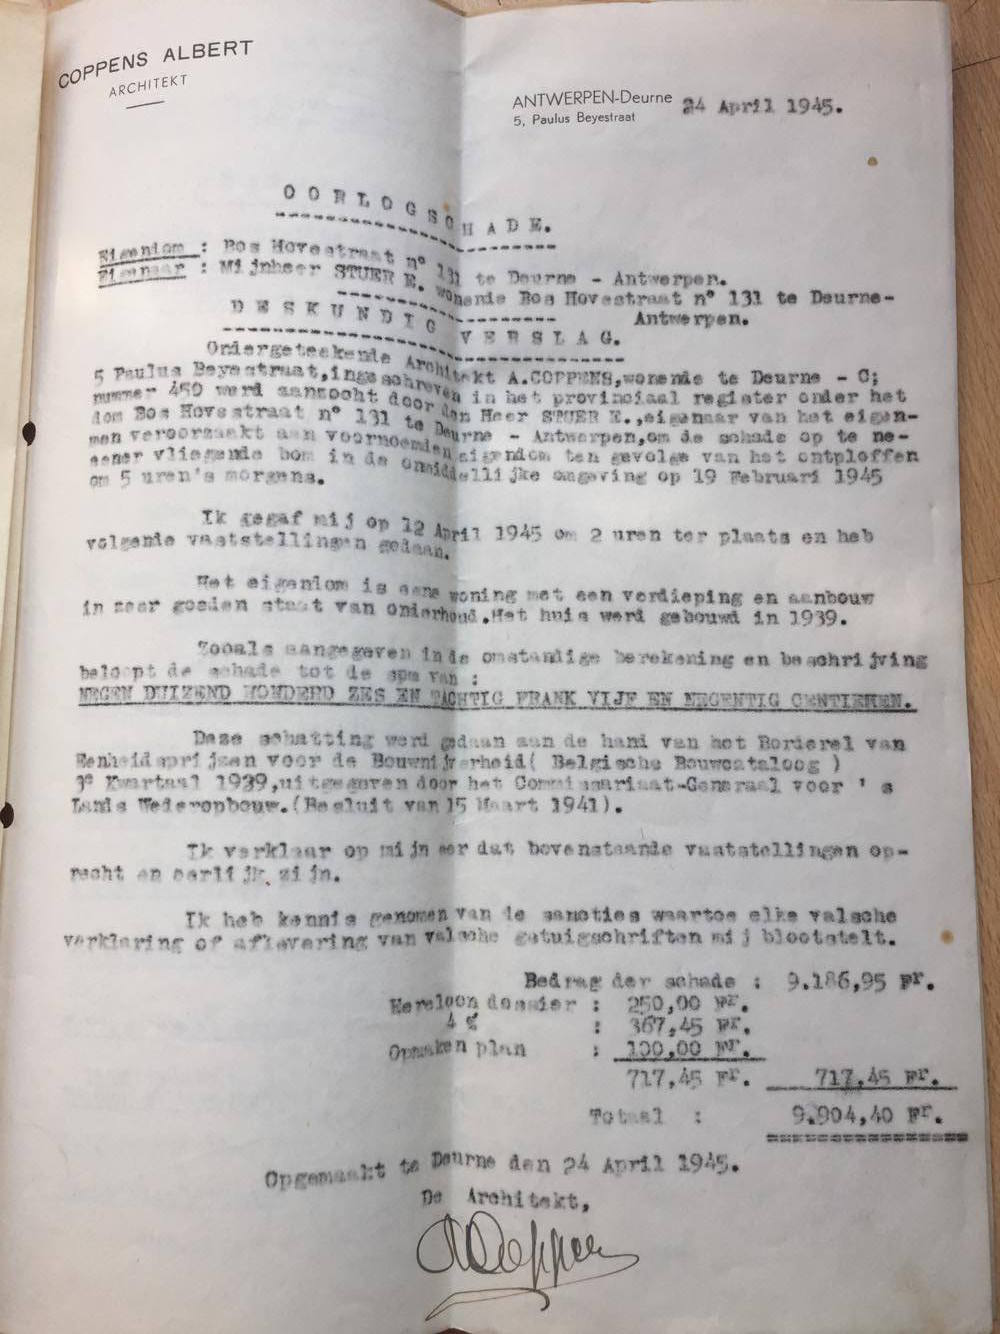 COPPENS ALBERT
ARCHITEKT
ANTWERPEN-Deurne
5, Paulus Beyestraat
24 April 1945.
OORLOGSCHADE.
Eigendom : Bos Hovestraat n° 131 te Deurne - Antwerpen.
Eigenaar : Mijnheer STUER E. wonende Bos Hovestraat n° 131 te Deurne-
Antwerpen.
DESKUNDIG VERSLAG.
Ondergeteekende Architekt A.COPPENS,wonende te Deurne - C;
5 Paulus Beyestraat,ingeschreven in het provinciaal register onder het
nummer 450 werd aanzocht door den Heer STUER E.,eigenaar van het eigen-
dom Bos Hovestraat n° 131 te Deurne - Antwerpen,om de schade op te ne-
men veroorzaakt aan voornoemden eigendom ten gevolge van het ontploffen
eener vliegende bom in de onmiddellijke omgeving op 19 Februari 1945
om 5 uren's morgens.
Ik gegaf mij op 12 April 1945 om 2 uren ter plaats en heb
volgende vaststellingen gedaan.
Het eigendom is eene woning met een verdieping en aanbouw
in zeer goeden staat van onderhoud.Het huis werd gebouwd in 1939.
Zooals aangegeven in de omstandige berekening en beschrijving
beloopt de schade tot de som van :
NEGEN DUIZEND HONDERD ZES EN TACHTIG FRANK VIJF EN NEGENTIG CENTIEMEN.
Deze schatting werd gedaan aan de hand van het Borderel van
Eenheidsprijzen voor de Bouwnijverheid( Belgische Bouwcataloog )
3° Kwartaal 1939,uitgegeven door het Commissariaat-Generaal voor ' s
Lands Wederopbouw.(Besluit van 15 Maart 1941).
Ik verklaar op mijn eer dat bovenstaande vaststellingen op-
recht en eerlijk zijn.
Ik heb kennis genomen van de sancties waartoe elke valsche
verklaring of aflevering van valsche getuigschriften mij blootstelt.
Bedrag der schade : 9.186,95 Fr.
Eereloon dossier : 250,00 Fr.
4 % : 367,45 Fr.
Opmaken plan : 100,00 Fr.
717,45 Fr. 717,45 Fr.
Totaal : 9.904,40 Fr.
Opgemaakt te Deurne den 24 April 1945.
De Architekt,
ACoppens